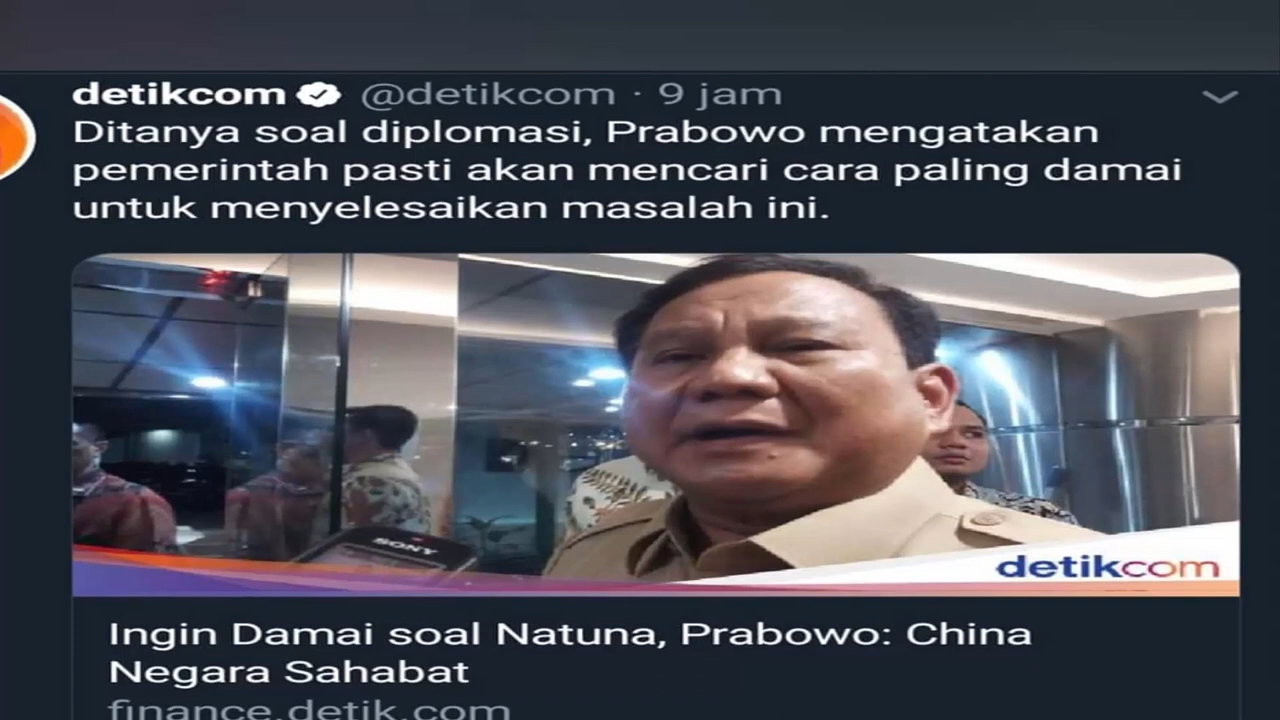 detikcom @detikcom · 9 jam
Ditanya soal diplomasi, Prabowo mengatakan
pemerintah pasti akan mencari cara paling damai
untuk menyelesaikan masalah ini.
SONY
detikcom
Ingin Damai soal Natuna, Prabowo: China
Negara Sahabat
finance.detik.com